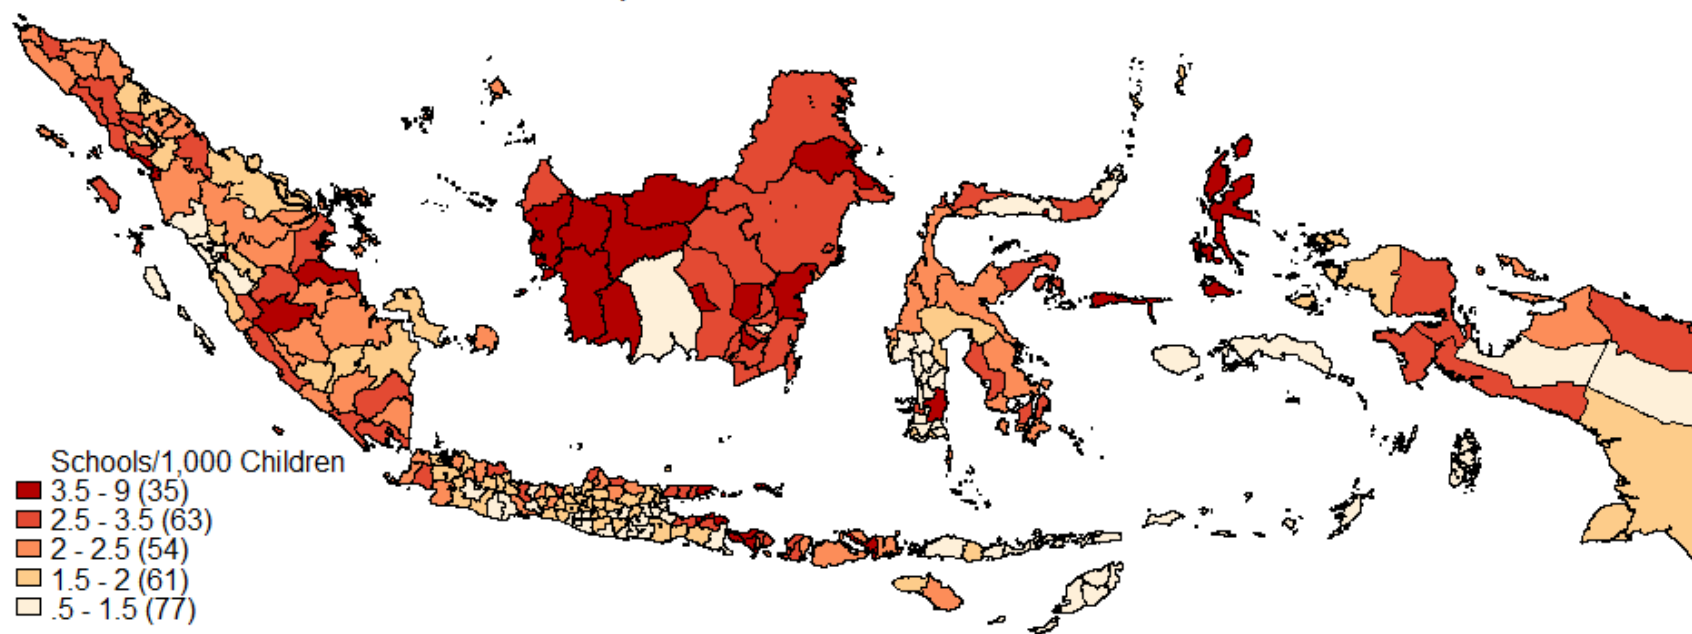 Schools/1,000 Children
3.5 - 9 (35)
2.5 - 3.5 (63)
2 - 2.5 (54)
1.5 - 2 (61)
.5 - 1.5 (77)